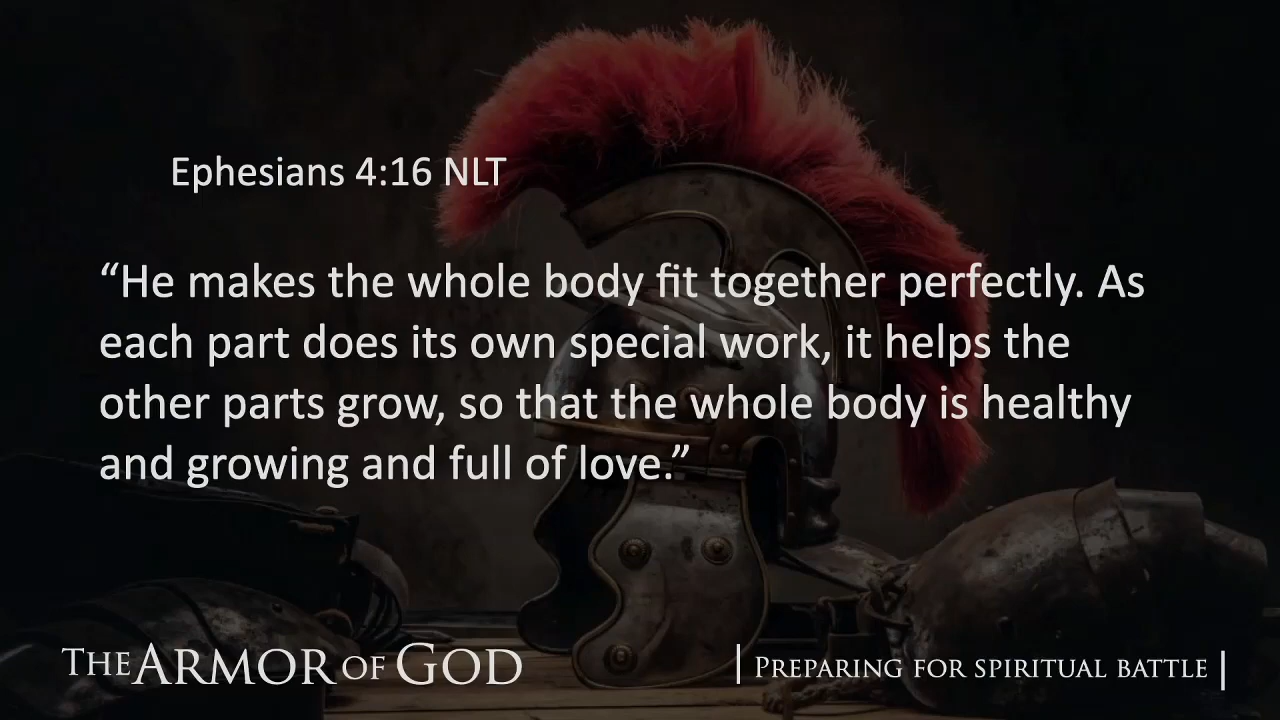 Ephesians 4:16 NLT
“He makes the whole body fit together perfectly. As
each part does its own special work, it helps the
other parts grow, so that the whole body is healthy
and growing and full of love.”
THE ARMOR OF GOD
| PREPARING FOR SPIRITUAL BATTLE |